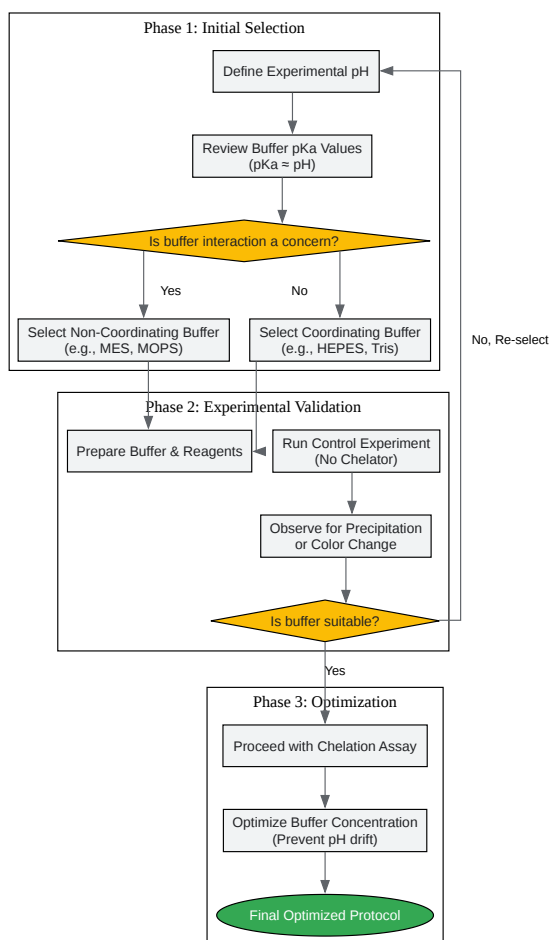 Phase 1: Initial Selection
Define Experimental pH
Review Buffer pKa Values
(pKa ≈ pH)
Is buffer interaction a concern?
Yes
No
Select Non-Coordinating Buffer
(e.g., MES, MOPS)
Select Coordinating Buffer
(e.g., HEPES, Tris)
No, Re-select
Phase 2: Experimental Validation
Prepare Buffer & Reagents
Run Control Experiment
(No Chelator)
Observe for Precipitation
or Color Change
Is buffer suitable?
Yes
Phase 3: Optimization
Proceed with Chelation Assay
Optimize Buffer Concentration
(Prevent pH drift)
Final Optimized Protocol